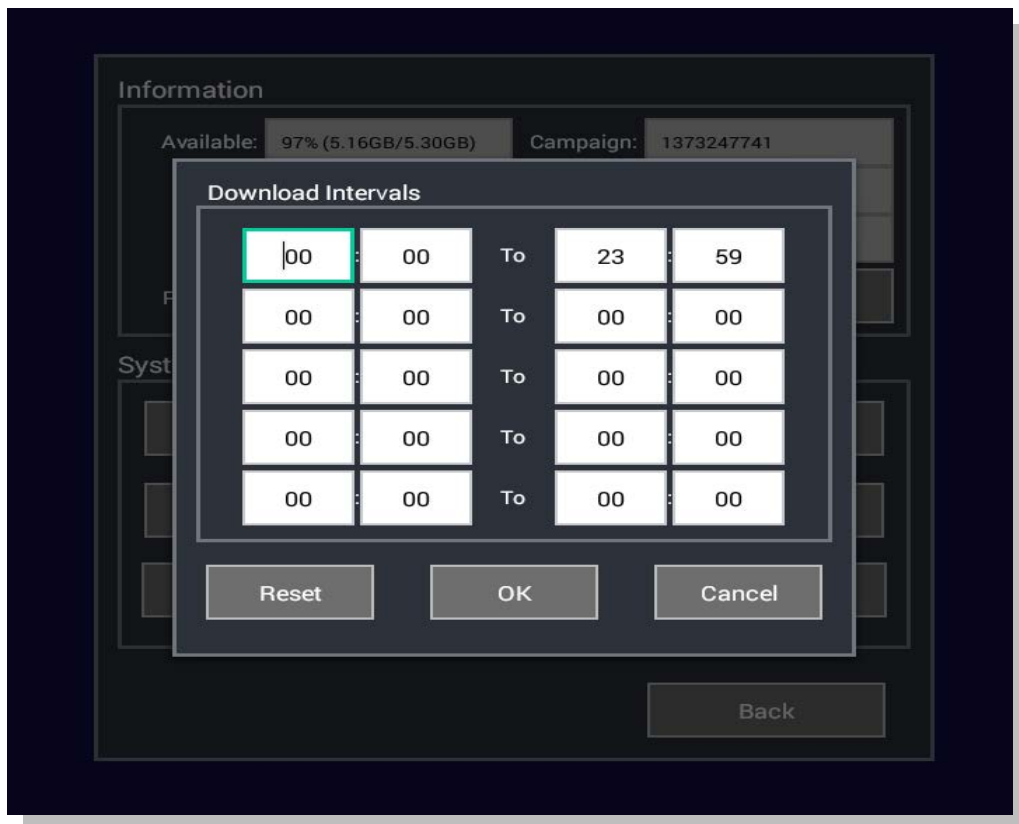 Information
Available: 97% (5.16GB/5.30GB) Campaign: 1373247741
Download Intervals
00 : 00 To 23 : 59
00 : 00 To 00 : 00
00 : 00 To 00 : 00
00 : 00 To 00 : 00
00 : 00 To 00 : 00
Reset OK Cancel
Back